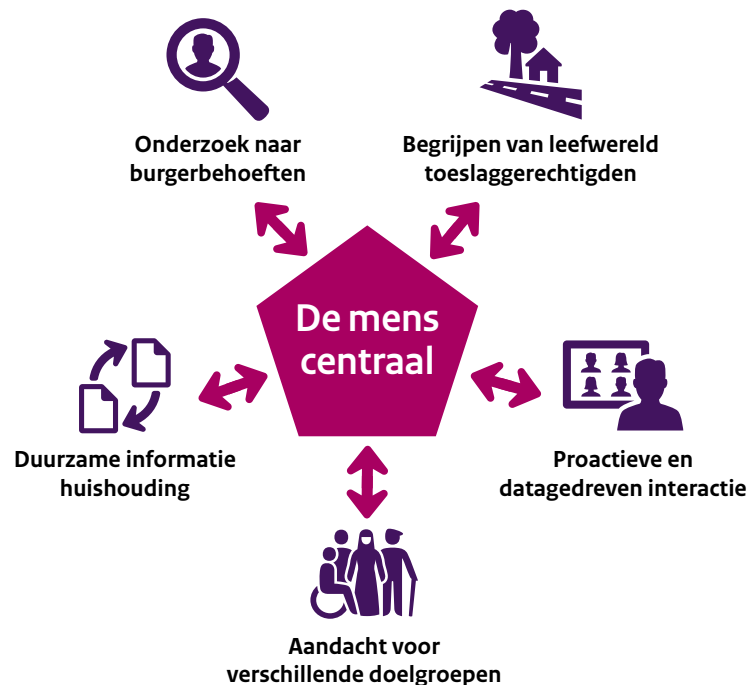 Onderzoek naar
burgerbehoeften
Begrijpen van leefwereld
toeslaggerechtigden
De mens
centraal
Duurzame informatie
huishouding
Proactieve en
datagedreven interactie
Aandacht voor
verschillende doelgroepen